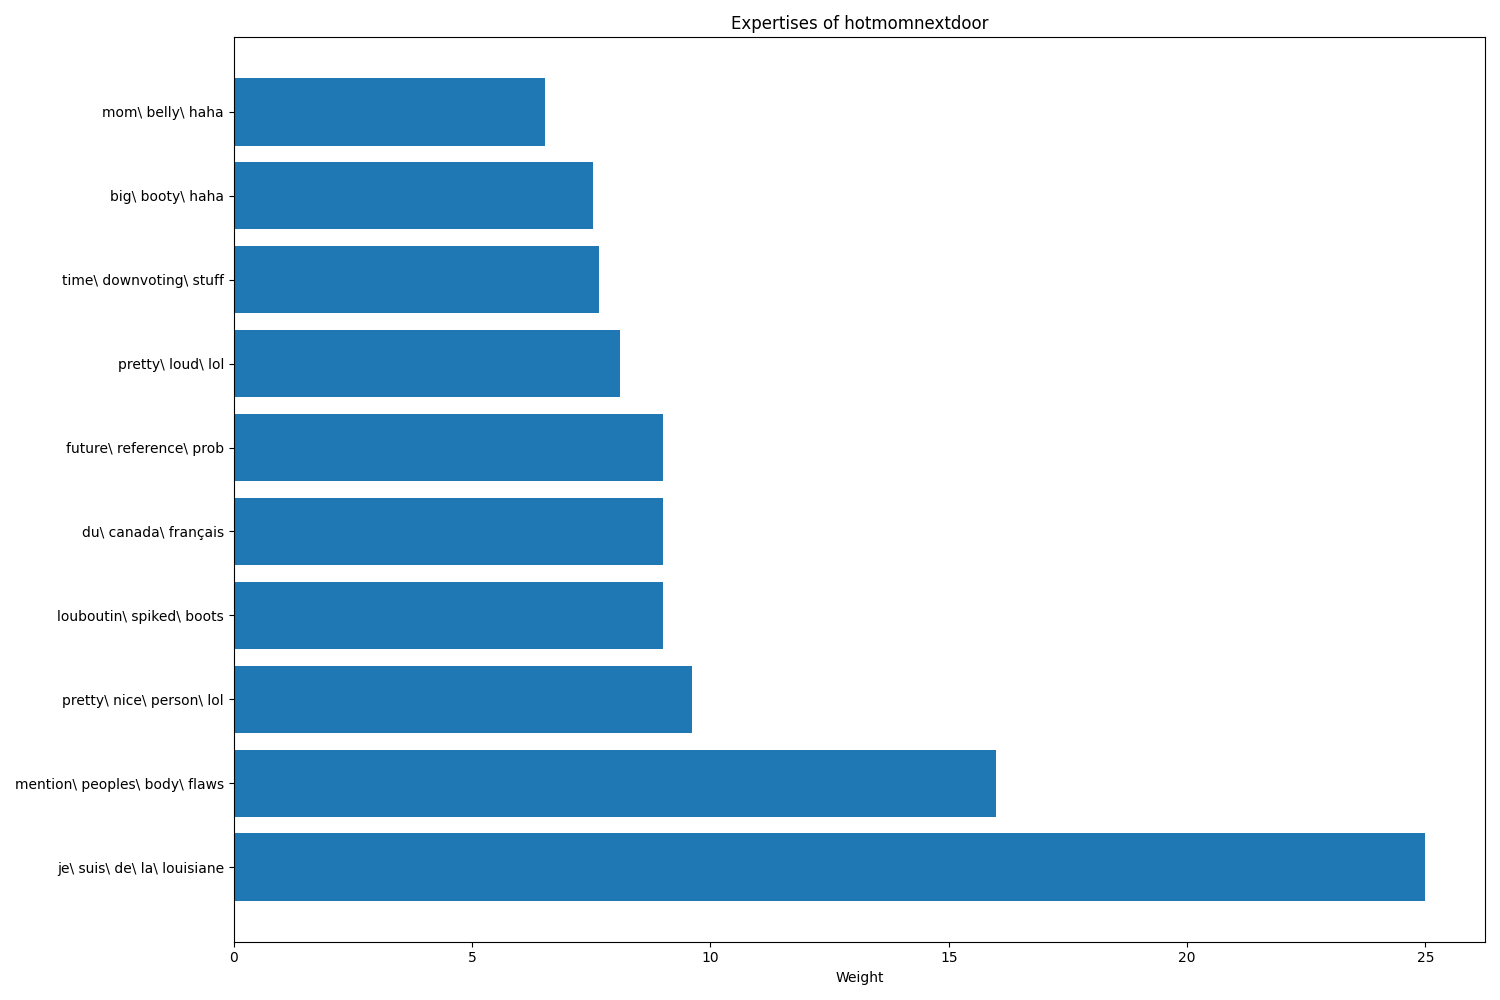 Expertises of hotmomnextdoor
mom\ belly\ haha
big\ booty\ haha
time\ downvoting\ stuff
pretty\ loud\ lol
future\ reference\ prob
du\ canada\ français
louboutin\ spiked\ boots
pretty\ nice\ person\ lol
mention\ peoples\ body\ flaws
je\ suis\ de\ la\ louisiane
0 5 10 15 20 25
Weight